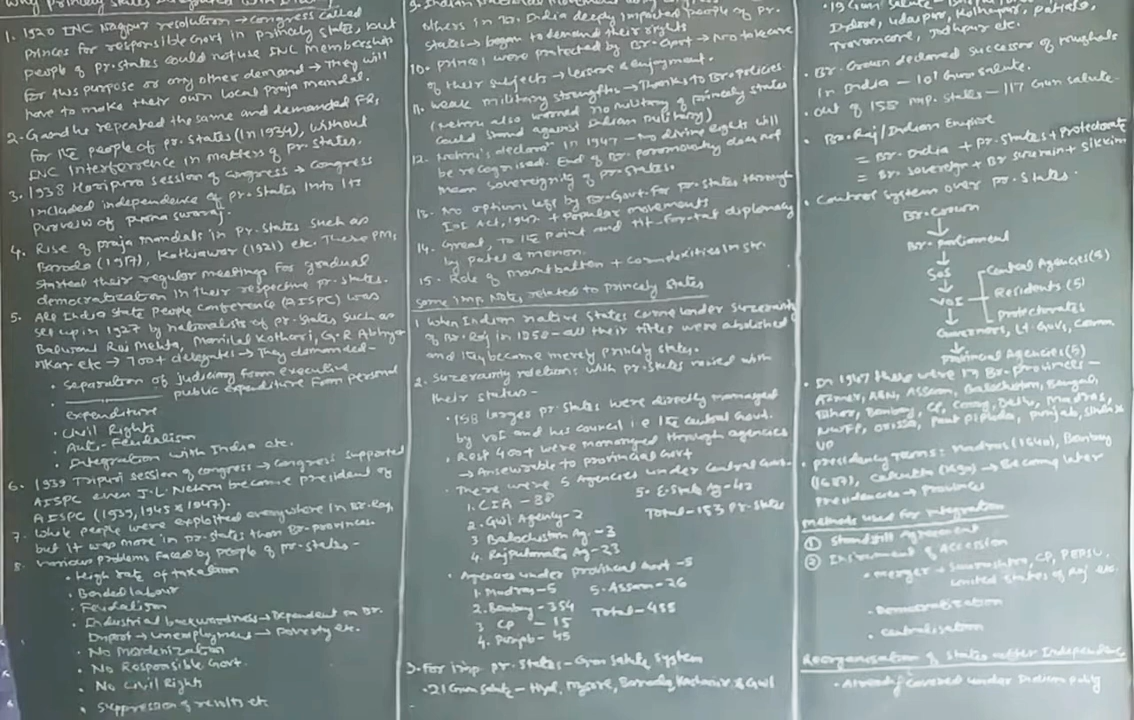 Why princely states integrated with India
1. 1920 INC Nagpur resolution → congress called
princes for responsible Govt in princely states, but
people of pr. states could not use INC membership
for this purpose or any other demand → They will
have to make their own local praja mandal.
2. Gandhi repeated the same and demanded FRs
for the people of pr. states (in 1934), without
INC Interference in matters of pr. states.
3. 1938 Haripura session of congress → Congress
included independence of pr. states into its
purview of purna swaraj.
4. Rise of praja mandals in pr. states such as
Baroda (1917), Kathiawar (1921) etc. These PMs
started their regular meetings for gradual
democratization in their respective pr. states.
5. All India state people conference (AISPC) was
set up in 1927 by nationalists of pr. states such as
Balwant Rai Mehta, Manilal Kothari, G.R Abhyan
nkar etc → 700+ delegates → They demanded -
• Separation of judiciary from executive
• ——— public expenditure from personal
expenditure
• Civil Rights
• Anti-Feudalism
• Integration with India etc.
6. 1939 Tripuri session of congress → congress supported
AISPC even J.L. Nehru became president of
AISPC (1939, 1945 & 1947).
7. While people were exploited everywhere in Br. Raj,
but it was more in pr. states than Br. provinces.
8. Various problems faced by people of pr. states -
• High rate of taxation
• Bonded labour
• Feudalism
• Industrial backwardness → Dependent on Br.
Import → unemployment → poverty etc.
• No Mordenization
• No Responsible Govt.
• No Civil Rights
• Suppression of revolts etc
9. Indian
others in Br. India deeply impacted people of pr.
states → began to demand their rights
10. princes were protected by Br. Govt → No take care
of their subjects → leisure & enjoyment.
11. Weak military strengths → Thanks to Br. policies.
(Nehru also warned no military of princely states
could stand against Indian military)
12. Nehru's declarn in 1947 - No divine rights will
be recognised. End of Br. paramountcy does not
mean sovereignty of pr. states.
13. No options left by Br. Govt. for pr. states through
IoI Act, 1947 + popular movements
14. Great, To the point and tit-for-tat diplomacy
by patel & menon.
15. Role of mountbatten + complexities in str.
Some Imp. Notes related to princely states
1. When Indian native states came under suzerainty
of Br. Raj in 1858 - all their titles were abolished
and they became merely princely states.
2. Suzerainty relations with pr. states varied with
their status -
• 158 larger pr. states were directly managed
by VoI and his council i.e the central Govt.
• Rest 400+ were managed through agencies
→ Answerable to provincial Govt
• There were 5 Agencies under central Govt.
1. CIA - 88
2. Gwl Agency - 2
3 Balochistan Ag - 3
4. Rajputanata Ag - 23
5. E. State Ag - 42
Total - 153 Pr. states
• Agencies under provincial Govt - 5
1. Madras - 5
2. Bombay - 354
3 CP - 15
4. Punjab - 45
5. Assam - 26
Total - 455
3. For imp pr. states - Gun salute system
• 21 Gun Salute - Hyd, Mysore, Baroda, Kashmir & Gwl
• 19 Gun Salute -
Indore, Udaipur, Kolhapur, Patiala,
Travancore, Jodhpur etc.
• Br. Crown declared successor of mughals
in India - 101 Gun salute.
• out of 158 imp. states - 117 Gun salute.
• Br. Raj / Indian Empire
= Br. India + pr. states + Protectorate
= Br. sovereign + Br suzerain + Sikkim
• Control system over pr. states.
Br. Crown
↓
Br. parliament
↓
SoS
↓
VoI
Central Agencies (5)
Residents (5)
protectorates
↓
Governors, Lt. Govs, Comm
↓
Provincial Agencies (5)
• In 1947 there were 17 Br. provinces -
Ajmer, A&N, Assam, Balochistan, Bengal,
Bihar, Bombay, CP, Coorg, Delhi, Madras,
NWFP, Orissa, Pant Piploda, punjab, Sindh &
UP
• Presidency Towns: Madras (1640), Bombay
(1687), Calcutta (1690) → Became later
Presidencies → Provinces
Methods used for Integration
① Standstill Agreement
② Instrument of Accession
• merger → Saurashtra, CP, PEPSU,
United states of Raj etc.
• Democratization
• Centralisation
Reorganisation of states after Independence
• Already covered under Indian polity